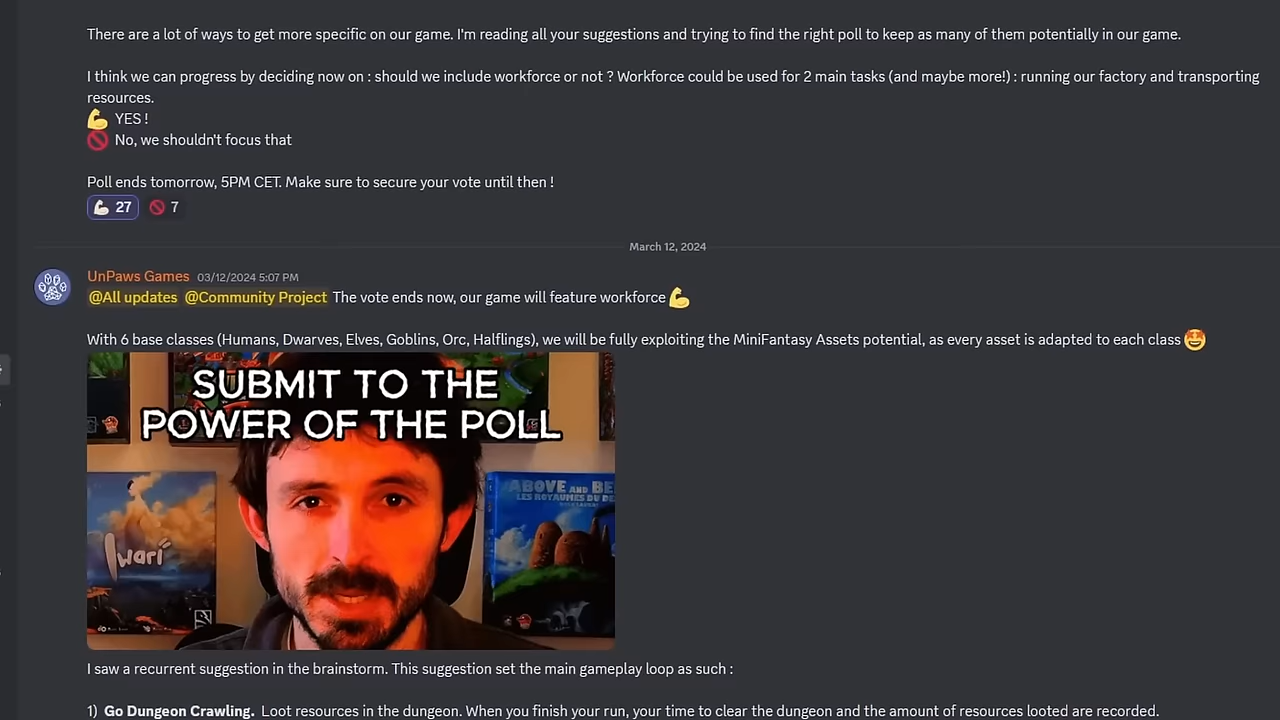 There are a lot of ways to get more specific on our game. I'm reading all your suggestions and trying to find the right poll to keep as many of them potentially in our game.
I think we can progress by deciding now on : should we include workforce or not ? Workforce could be used for 2 main tasks (and maybe more!) : running our factory and transporting
resources.
💪 YES !
🚫 No, we shouldn't focus that
Poll ends tomorrow, 5PM CET. Make sure to secure your vote until then !
💪 27 🚫 7
March 12, 2024
UnPaws Games 03/12/2024 5:07 PM
@All updates @Community Project The vote ends now, our game will feature workforce 💪
With 6 base classes (Humans, Dwarves, Elves, Goblins, Orc, Halflings), we will be fully exploiting the MiniFantasy Assets potential, as every asset is adapted to each class 🤩
SUBMIT TO THE
POWER OF THE POLL
Iwari
ABOVE AND BE
LES ROYAUMES DU DE
I saw a recurrent suggestion in the brainstorm. This suggestion set the main gameplay loop as such :
1) Go Dungeon Crawling. Loot resources in the dungeon. When you finish your run, your time to clear the dungeon and the amount of resources looted are recorded.